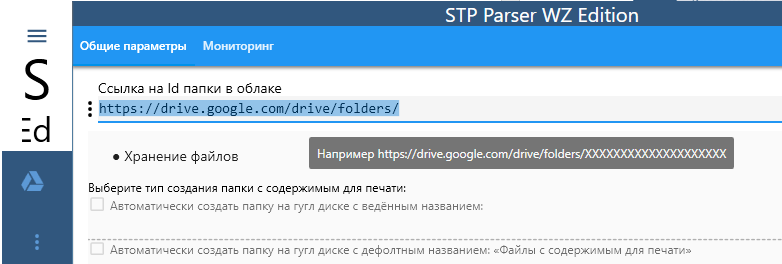 STP Parser WZ Edition
Общие параметры Мониторинг
S
Ed
Ссылка на Id папки в облаке
https://drive.google.com/drive/folders/
● Хранение файлов
Например https://drive.google.com/drive/folders/XXXXXXXXXXXXXXXXXXXX
Выберите тип создания папки с содержимым для печати:
Автоматически создать папку на гугл диске с ведённым названием:
Автоматически создать папку на гугл диске с дефолтным названием: «Файлы с содержимым для печати»